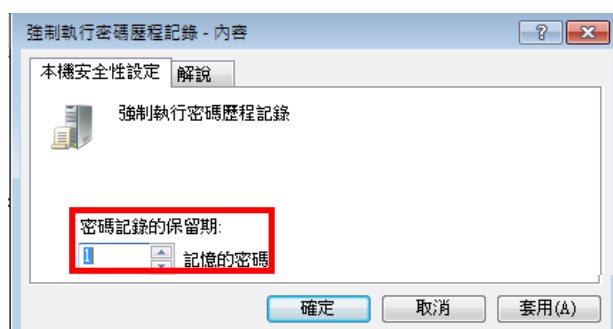 強制執行密碼歷程記錄 - 內容
本機安全性設定 解說
強制執行密碼歷程記錄
密碼記錄的保留期:
1 記憶的密碼
確定 取消 套用(A)